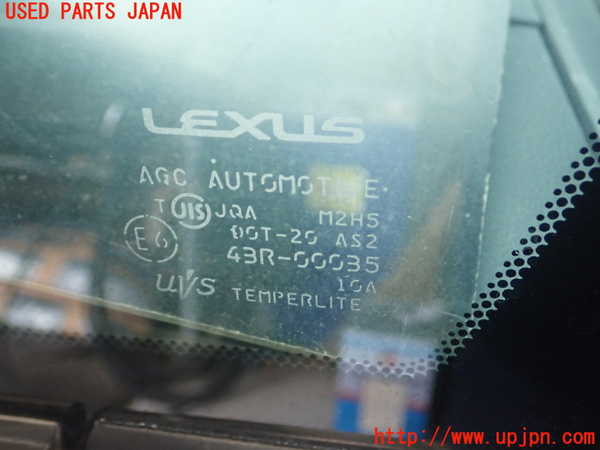 USED PARTS JAPAN
LEXUS
AGC AUTOMOTIVE
T JIS JQA M2H5
DOT-20 AS2
E6 43R-00035
10A
UVS TEMPERLITE
http://www.upjpn.com/